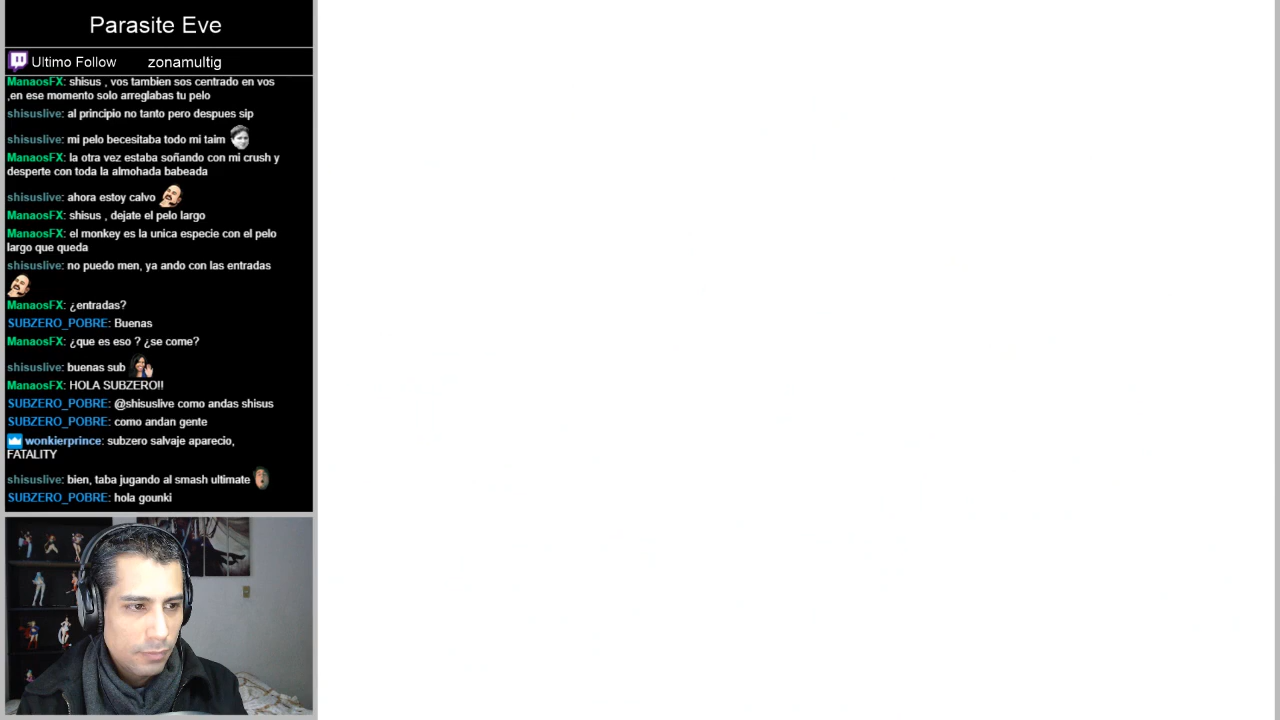 Parasite Eve
Ultimo Follow zonamultig
ManaosFX: shisus , vos tambien sos centrado en vos
,en ese momento solo arreglabas tu pelo
shisuslive: al principio no tanto pero despues sip
shisuslive: mi pelo becesitaba todo mi taim
ManaosFX: la otra vez estaba soñando con mi crush y
desperte con toda la almohada babeada
shisuslive: ahora estoy calvo
ManaosFX: shisus , dejate el pelo largo
ManaosFX: el monkey es la unica especie con el pelo
largo que queda
shisuslive: no puedo men, ya ando con las entradas
ManaosFX: ¿entradas?
SUBZERO_POBRE: Buenas
ManaosFX: ¿que es eso ? ¿se come?
shisuslive: buenas sub
ManaosFX: HOLA SUBZERO!!
SUBZERO_POBRE: @shisuslive como andas shisus
SUBZERO_POBRE: como andan gente
wonkierprince: subzero salvaje aparecio,
FATALITY
shisuslive: bien, taba jugando al smash ultimate
SUBZERO_POBRE: hola gounki